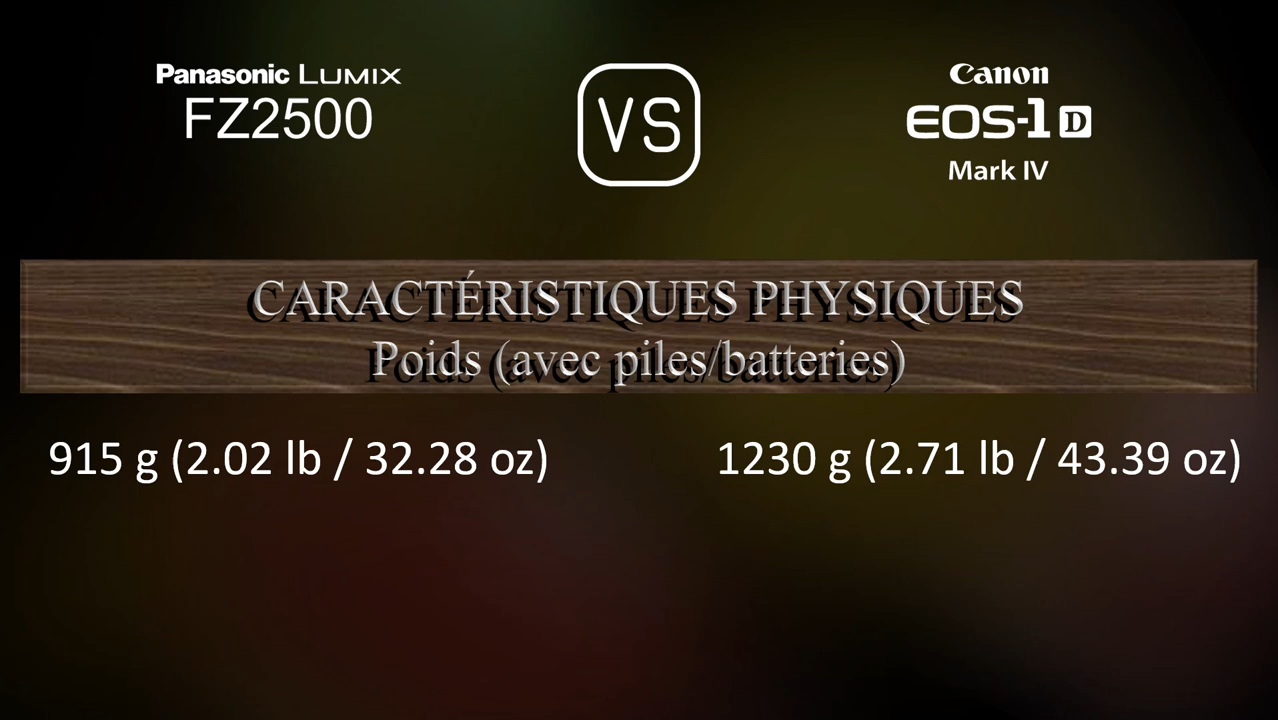 Panasonic LUMIX
FZ2500
VS
Canon
EOS-1 D
Mark IV
CARACTÉRISTIQUES PHYSIQUES
Poids (avec piles/batteries)
915 g (2.02 lb / 32.28 oz)
1230 g (2.71 lb / 43.39 oz)